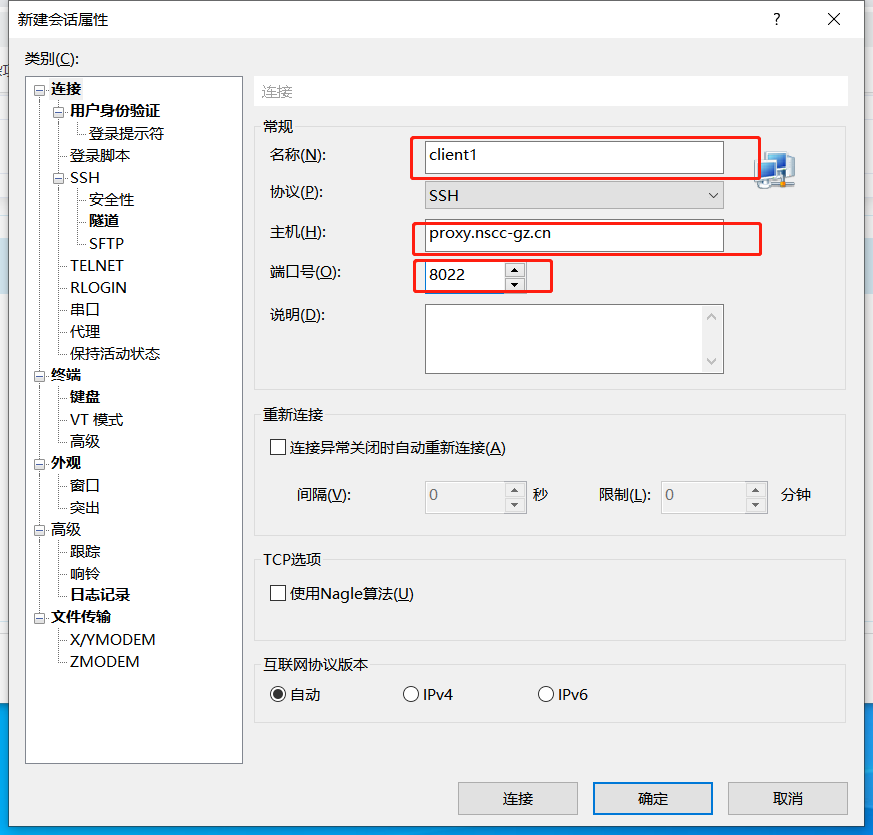 新建会话属性
?
类别(C):
连接
用户身份验证
登录提示符
登录脚本
SSH
安全性
隧道
SFTP
TELNET
RLOGIN
串口
代理
保持活动状态
终端
键盘
VT 模式
高级
外观
窗口
突出
高级
跟踪
响铃
日志记录
文件传输
X/YMODEM
ZMODEM
连接
常规
名称(N): client1
协议(P): SSH
主机(H): proxy.nscc-gz.cn
端口号(O): 8022
说明(D):
重新连接
连接异常关闭时自动重新连接(A)
间隔(V): 0 秒 限制(L): 0 分钟
TCP选项
使用Nagle算法(U)
互联网协议版本
自动 IPv4 IPv6
连接 确定 取消